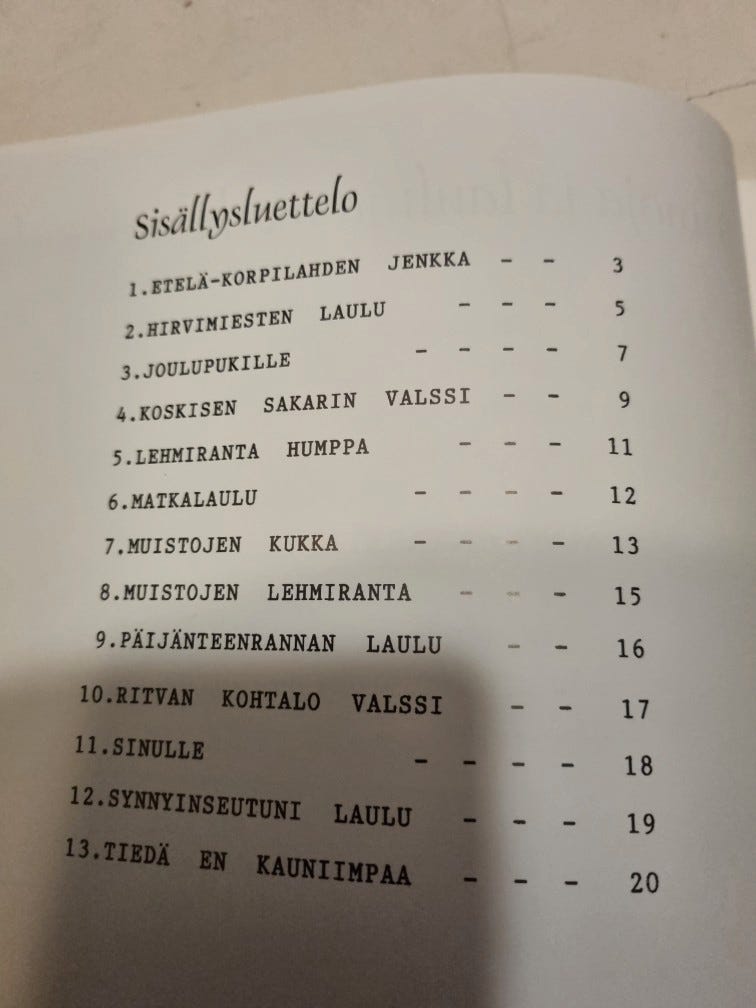 Sisällysluettelo
1.ETELÄ-KORPILAHDEN JENKKA - - 3
2.HIRVIMIESTEN LAULU - - - 5
3.JOULUPUKILLE - - - - 7
4.KOSKISEN SAKARIN VALSSI - - 9
5.LEHMIRANTA HUMPPA - - - 11
6.MATKALAULU - - - - 12
7.MUISTOJEN KUKKA - - - - 13
8.MUISTOJEN LEHMIRANTA - - - 15
9.PÄIJÄNTEENRANNAN LAULU - - 16
10.RITVAN KOHTALO VALSSI - - 17
11.SINULLE - - - - 18
12.SYNNYINSEUTUNI LAULU - - - 19
13.TIEDÄ EN KAUNIIMPAA - - - 20